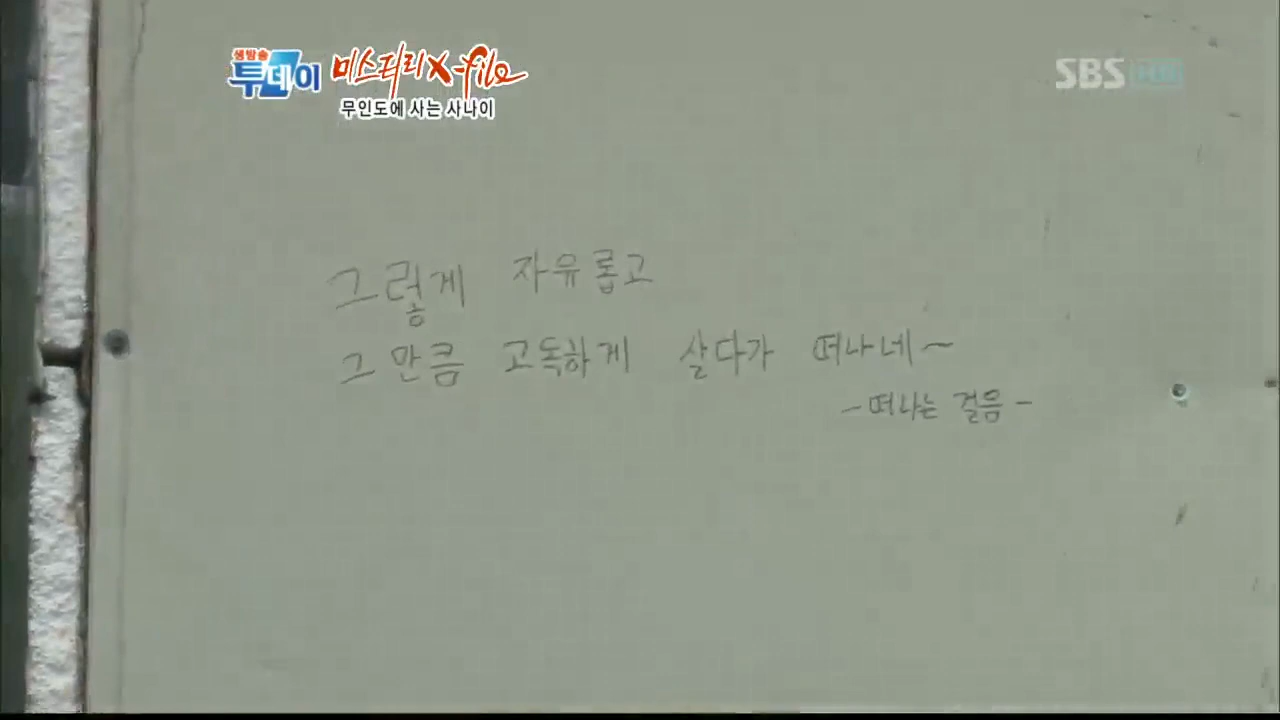 생방송
투데이
미스터리 X-file
SBS HD
무인도에 사는 사나이
그렇게 자유롭고
그만큼 고독하게 살다가 떠나네~
- 떠나는 걸음 -